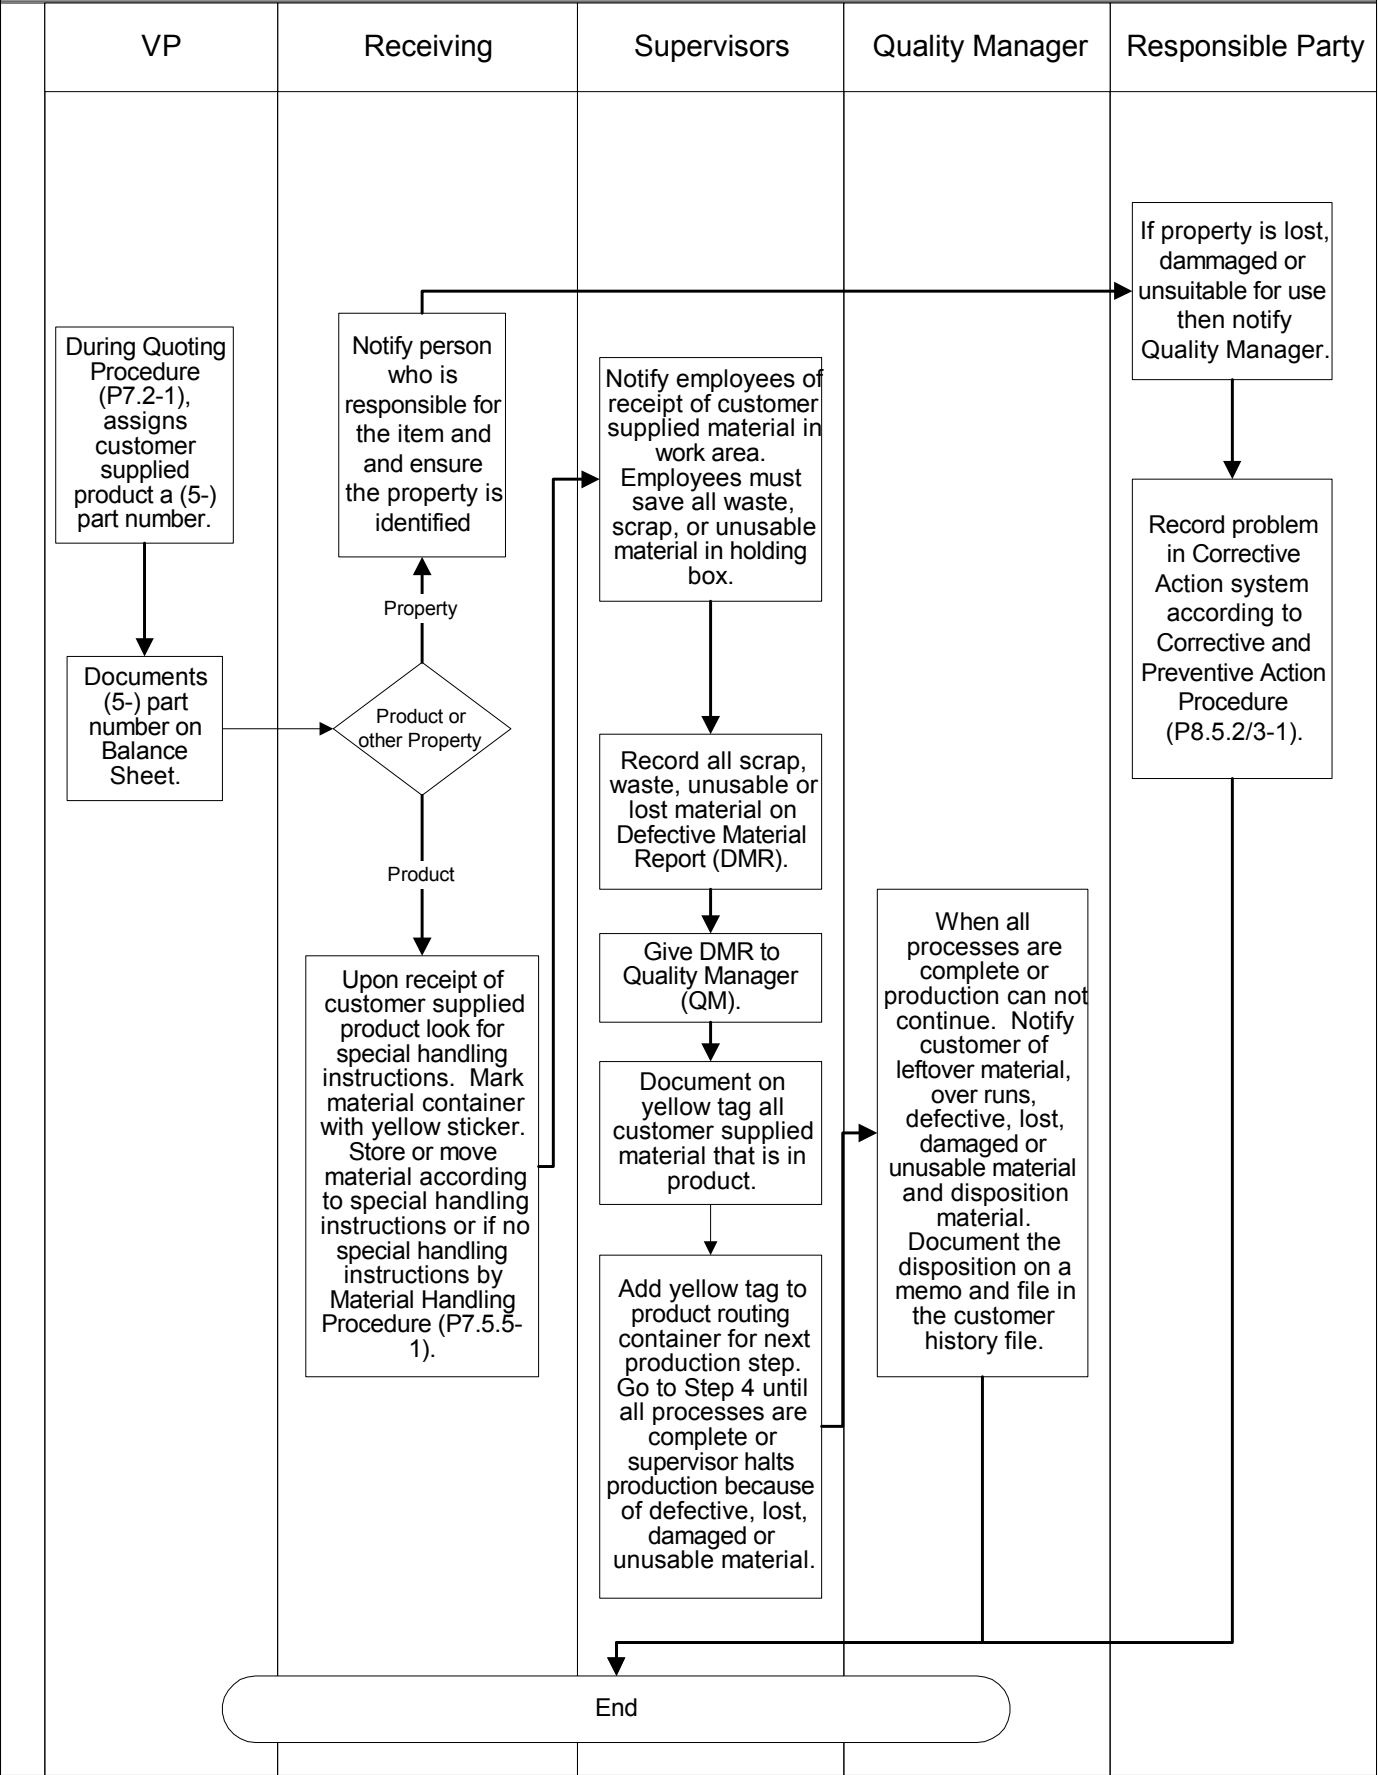 VP
Receiving
Supervisors
Quality Manager
Responsible Party
During Quoting
Procedure
(P7.2-1),
assigns
customer
supplied
product a (5-)
part number.
Documents
(5-) part
number on
Balance
Sheet.
Product or
other Property
Property
Notify person
who is
responsible for
the item and
and ensure
the property is
identified
Product
Upon receipt of
customer supplied
product look for
special handling
instructions.  Mark
material container
with yellow sticker.
Store or move
material according
to special handling
instructions or if no
special handling
instructions by
Material Handling
Procedure (P7.5.5-
1).
Notify employees of
receipt of customer
supplied material in
work area.
Employees must
save all waste,
scrap, or unusable
material in holding
box.
Record all scrap,
waste, unusable or
lost material on
Defective Material
Report (DMR).
Give DMR to
Quality Manager
(QM).
Document on
yellow tag all
customer supplied
material that is in
product.
Add yellow tag to
product routing
container for next
production step.
Go to Step 4 until
all processes are
complete or
supervisor halts
production because
of defective, lost,
damaged or
unusable material.
When all
processes are
complete or
production can not
continue.  Notify
customer of
leftover material,
over runs,
defective, lost,
damaged or
unusable material
and disposition
material.
Document the
disposition on a
memo and file in
the customer
history file.
If property is lost,
dammaged or
unsuitable for use
then notify
Quality Manager.
Record problem
in Corrective
Action system
according to
Corrective and
Preventive Action
Procedure
(P8.5.2/3-1).
End